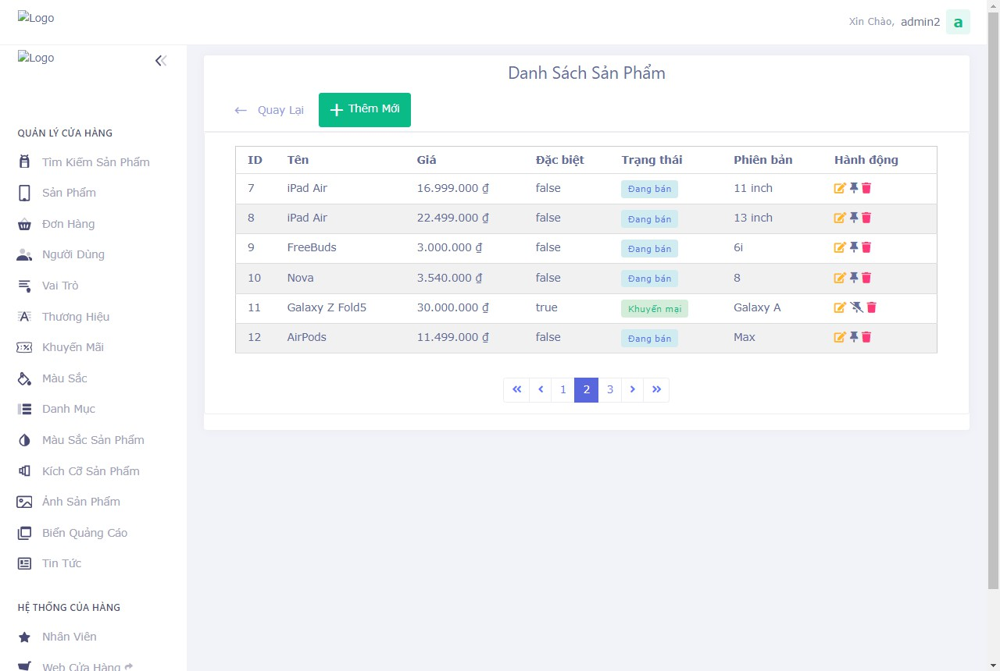 Logo
Xin Chào, admin2 a
Logo
QUẢN LÝ CỬA HÀNG
Tìm Kiếm Sản Phẩm
Sản Phẩm
Đơn Hàng
Người Dùng
Vai Trò
Thương Hiệu
Khuyến Mãi
Màu Sắc
Danh Mục
Màu Sắc Sản Phẩm
Kích Cỡ Sản Phẩm
Ảnh Sản Phẩm
Biển Quảng Cáo
Tin Tức
HỆ THỐNG CỦA HÀNG
Nhân Viên
Web Cửa Hàng
Danh Sách Sản Phẩm
Quay Lại Thêm Mới
ID Tên Giá Đặc biệt Trạng thái Phiên bản Hành động
7 iPad Air 16.999.000 ₫ false Đang bán 11 inch
8 iPad Air 22.499.000 ₫ false Đang bán 13 inch
9 FreeBuds 3.000.000 ₫ false Đang bán 6i
10 Nova 3.540.000 ₫ false Đang bán 8
11 Galaxy Z Fold5 30.000.000 ₫ true Khuyến mại Galaxy A
12 AirPods 11.499.000 ₫ false Đang bán Max
1 2 3